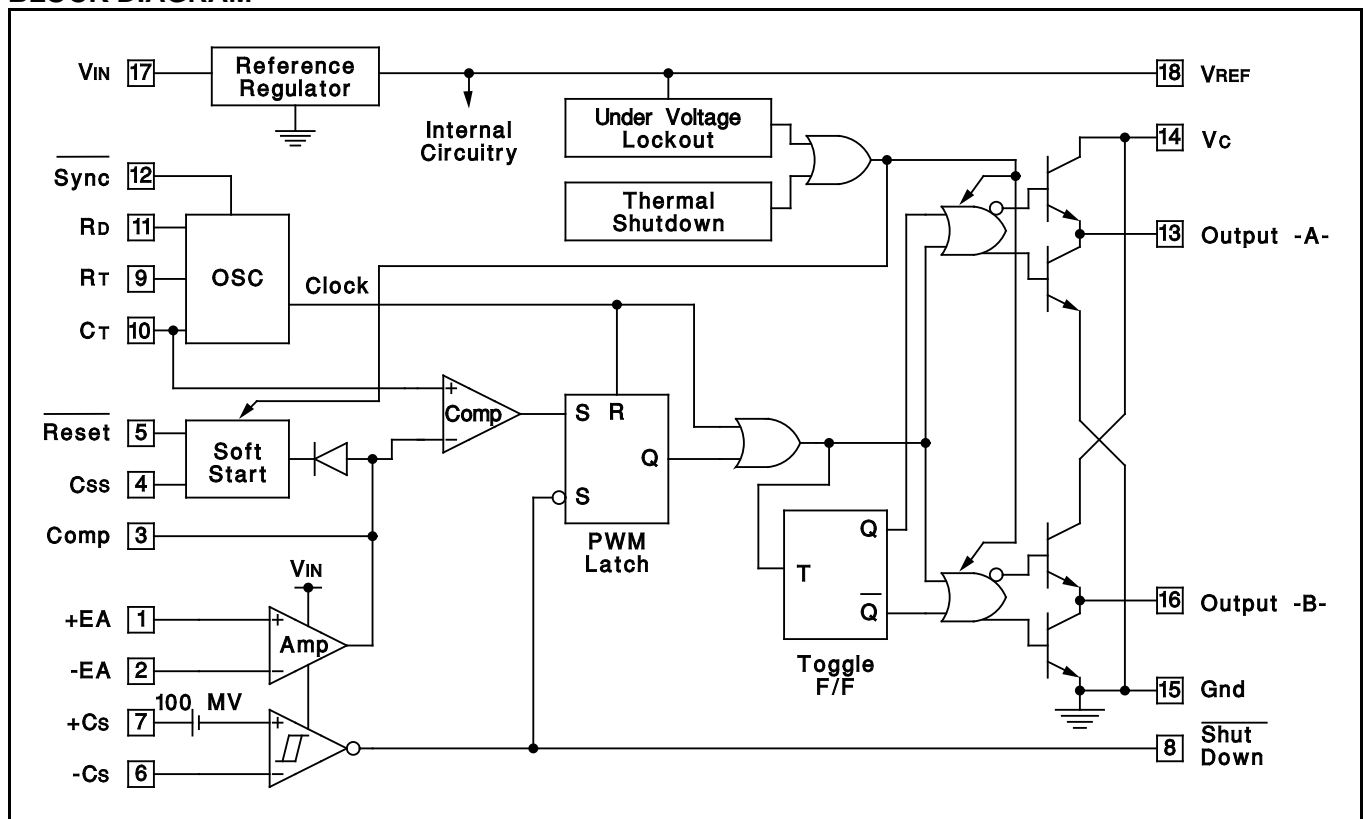 BLOCK DIAGRAM
VIN 17
Reference
Regulator
18 VREF
Internal
Circuitry
Under Voltage
Lockout
Thermal
Shutdown
14 Vc
13 Output -A-
Sync 12
RD 11
RT 9
CT 10
OSC
Clock
Reset 5
Css 4
Soft
Start
Comp 3
+
Comp
−
S R
Q
S
PWM
Latch
T
Q
Q
Toggle
F/F
VIN
+EA 1
-EA 2
+
Amp
−
100 MV
+Cs 7
-Cs 6
+
−
16 Output -B-
15 Gnd
8 Shut
Down